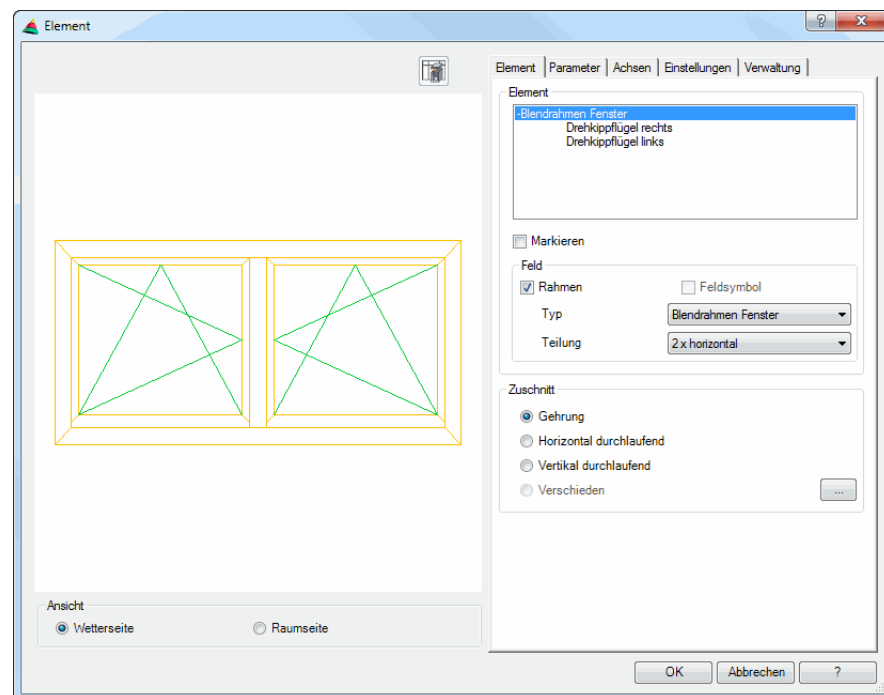 Element
?
x
Element Parameter Achsen Einstellungen Verwaltung
Element
-Blendrahmen Fenster
Drehkippflügel rechts
Drehkippflügel links
Markieren
Feld
Rahmen Feldsymbol
Typ Blendrahmen Fenster
Teilung 2 x horizontal
Zuschnitt
Gehrung
Horizontal durchlaufend
Vertikal durchlaufend
Verschieden ...
Ansicht
Wetterseite Raumseite
OK Abbrechen ?